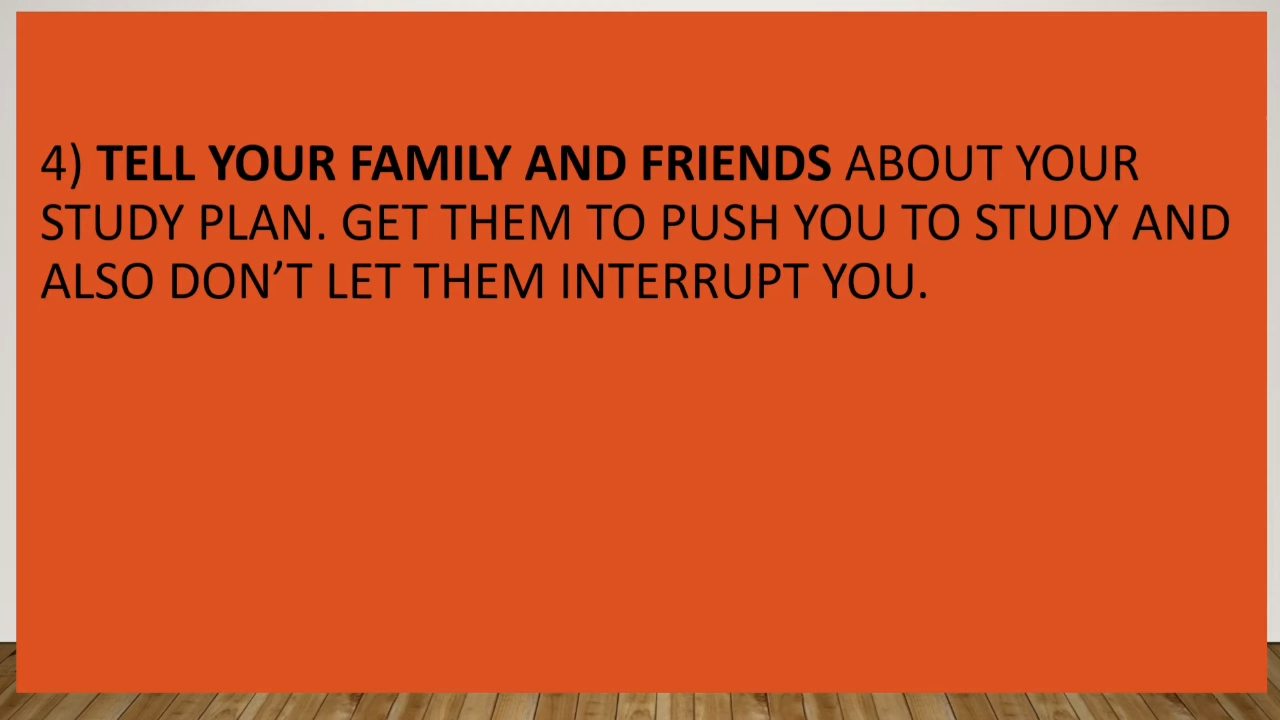 4) TELL YOUR FAMILY AND FRIENDS ABOUT YOUR
STUDY PLAN. GET THEM TO PUSH YOU TO STUDY AND
ALSO DON’T LET THEM INTERRUPT YOU.